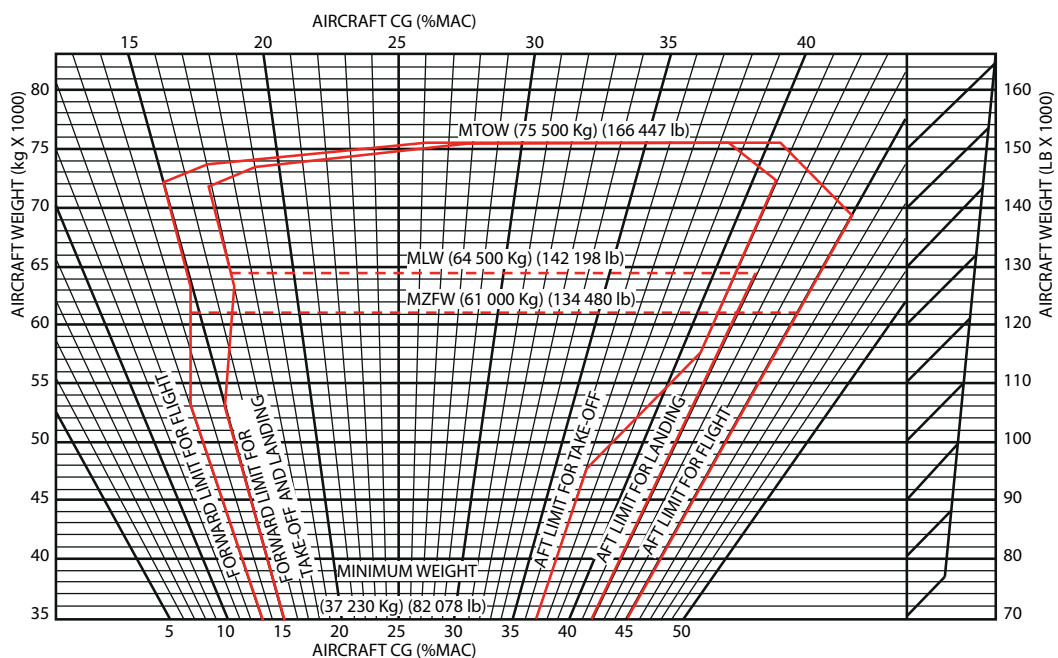 AIRCRAFT CG (%MAC)
15 20 25 30 35 40
AIRCRAFT WEIGHT (kg X 1000)
80
75
70
65
60
55
50
45
40
35
160
150
140
130
120
110
100
90
80
70
AIRCRAFT WEIGHT (LB X 1000)
MTOW (75 500 Kg) (166 447 lb)
MLW (64 500 Kg) (142 198 lb)
MZFW (61 000 Kg) (134 480 lb)
FORWARD LIMIT FOR FLIGHT
FORWARD LIMIT FOR
TAKE-OFF AND LANDING
AFT LIMIT FOR TAKE-OFF
AFT LIMIT FOR LANDING
AFT LIMIT FOR FLIGHT
MINIMUM WEIGHT
(37 230 Kg) (82 078 lb)
5 10 15 20 25 30 35 40 45 50
AIRCRAFT CG (%MAC)